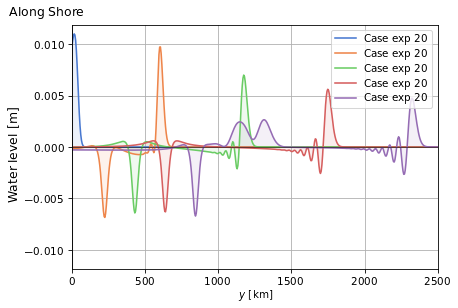 Along Shore
Case exp 20
Case exp 20
Case exp 20
Case exp 20
Case exp 20
Water level [m]
0.010
0.005
0.000
−0.005
−0.010
0
500
1000
1500
2000
2500
y [km]